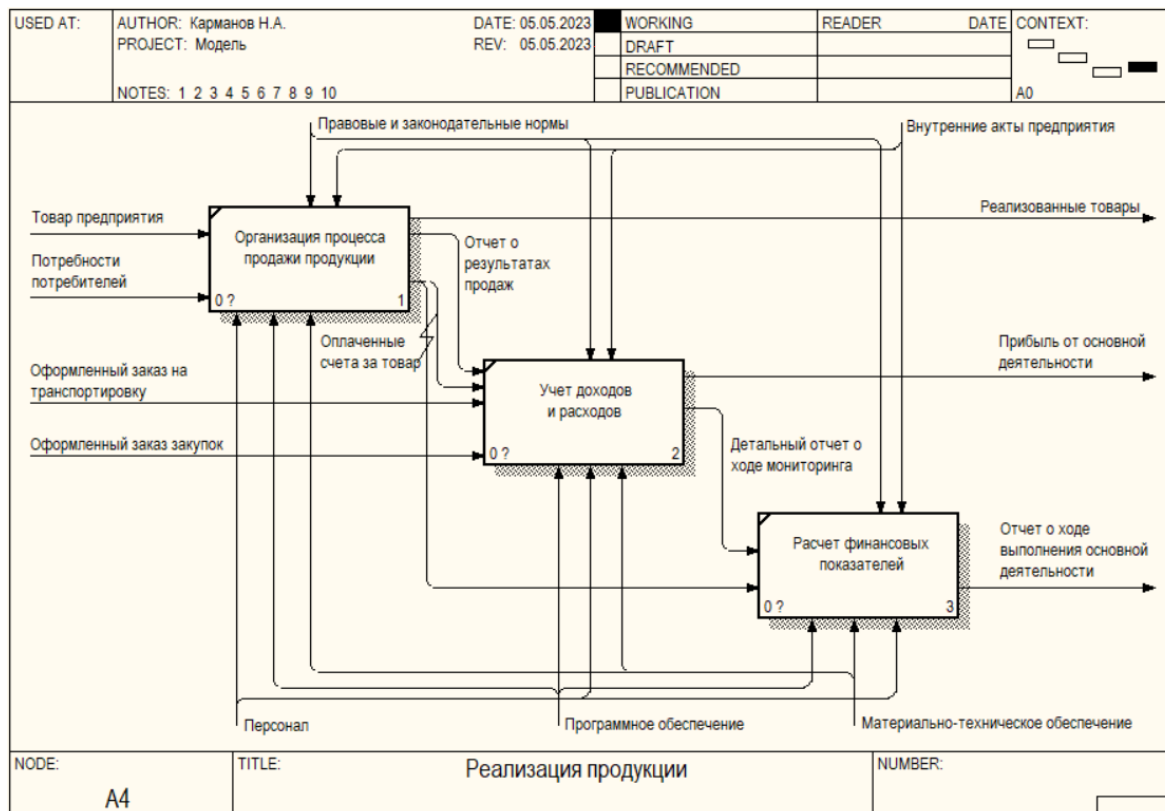 USED AT:
AUTHOR: Карманов Н.А.
DATE: 05.05.2023
PROJECT: Модель
REV: 05.05.2023
NOTES: 1 2 3 4 5 6 7 8 9 10
WORKING
DRAFT
RECOMMENDED
PUBLICATION
READER
DATE
CONTEXT:
A0
Правовые и законодательные нормы
Внутренние акты предприятия
Товар предприятия
Потребности
потребителей
Организация процесса
продажи продукции
0 ?
1
Отчет о
результатах
продаж
Реализованные товары
Оплаченные
счета за товар
Оформленный заказ на
транспортировку
Оформленный заказ закупок
Учет доходов
и расходов
0 ?
2
Прибыль от основной
деятельности
Детальный отчет о
ходе мониторинга
Расчет финансовых
показателей
0 ?
3
Отчет о ходе
выполнения основной
деятельности
Персонал
Программное обеспечение
Материально-техническое обеспечение
NODE:
A4
TITLE:
Реализация продукции
NUMBER: